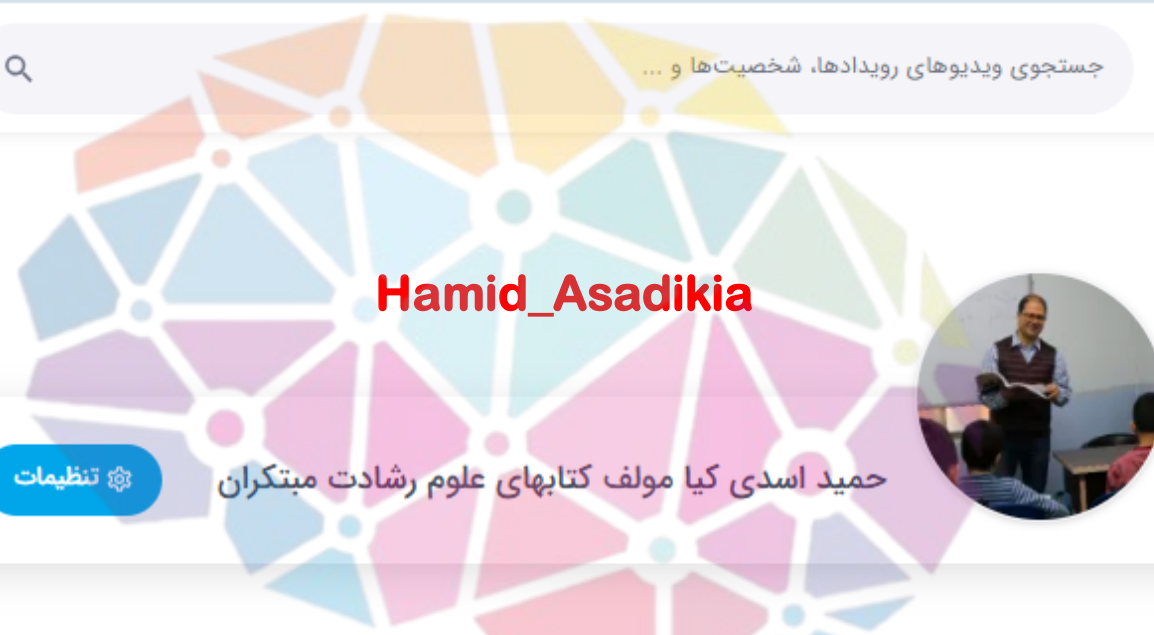 جستجوی ویدیوهای رویدادها، شخصیت‌ها و ...
Hamid_Asadikia
حمید اسدی کیا مولف کتابهای علوم رشادت مبتکران
تنظیمات